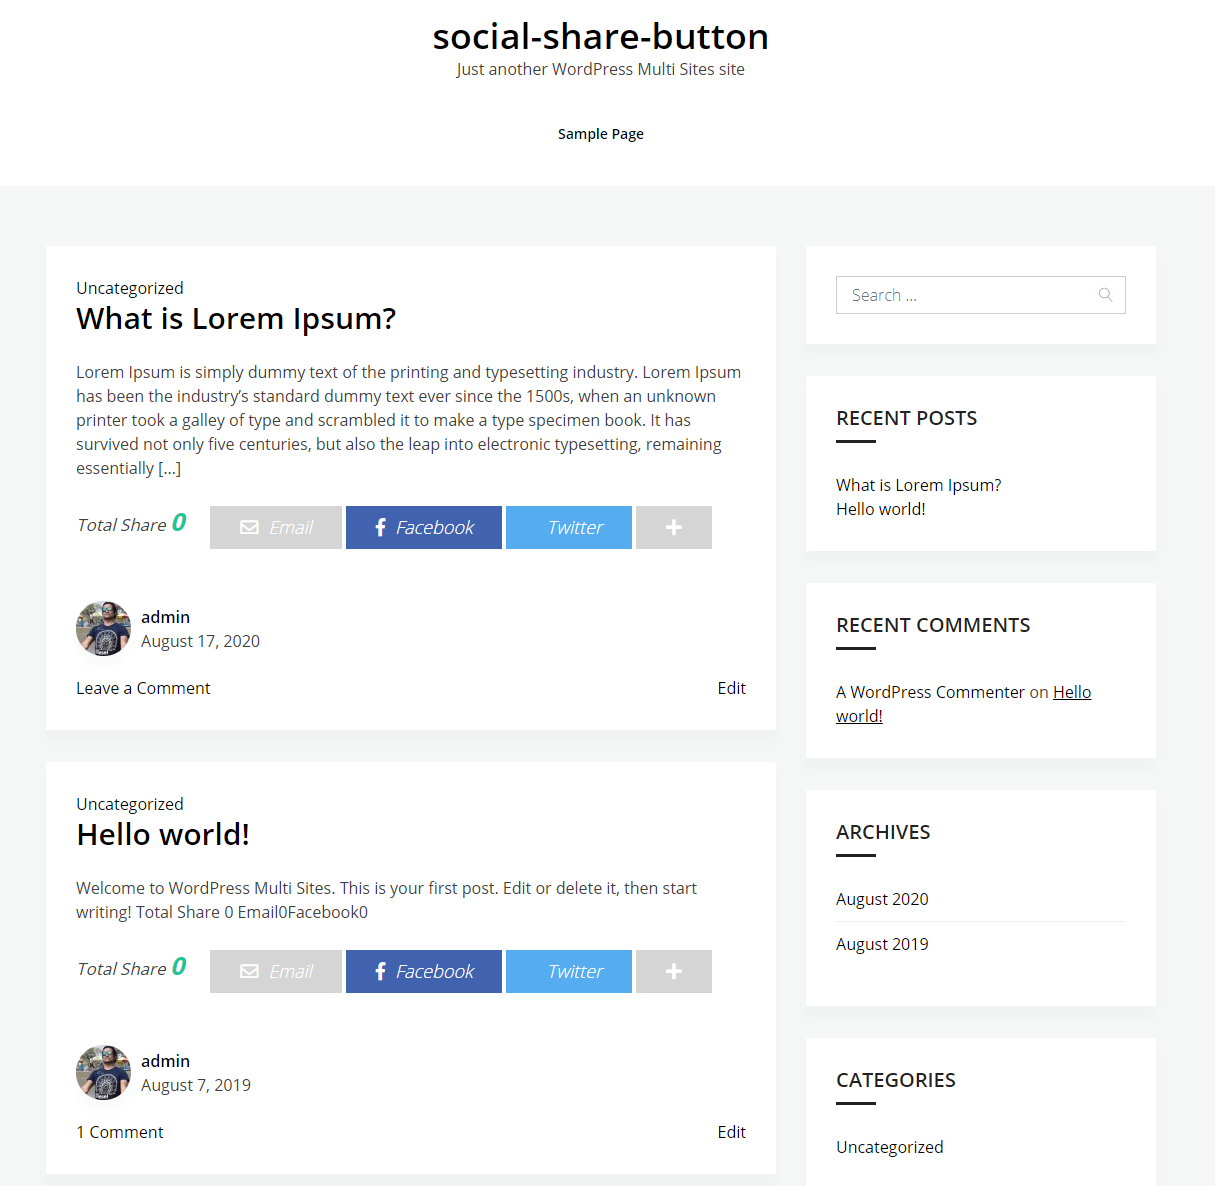 social-share-button
Just another WordPress Multi Sites site
Sample Page
Uncategorized
What is Lorem Ipsum?
Lorem Ipsum is simply dummy text of the printing and typesetting industry. Lorem Ipsum
has been the industry’s standard dummy text ever since the 1500s, when an unknown
printer took a galley of type and scrambled it to make a type specimen book. It has
survived not only five centuries, but also the leap into electronic typesetting, remaining
essentially […]
Total Share 0 Email Facebook Twitter
admin
August 17, 2020
Leave a Comment Edit
Uncategorized
Hello world!
Welcome to WordPress Multi Sites. This is your first post. Edit or delete it, then start
writing! Total Share 0 Email0Facebook0
Total Share 0 Email Facebook Twitter
admin
August 7, 2019
1 Comment Edit
Search …
RECENT POSTS
What is Lorem Ipsum?
Hello world!
RECENT COMMENTS
A WordPress Commenter on Hello
world!
ARCHIVES
August 2020
August 2019
CATEGORIES
Uncategorized